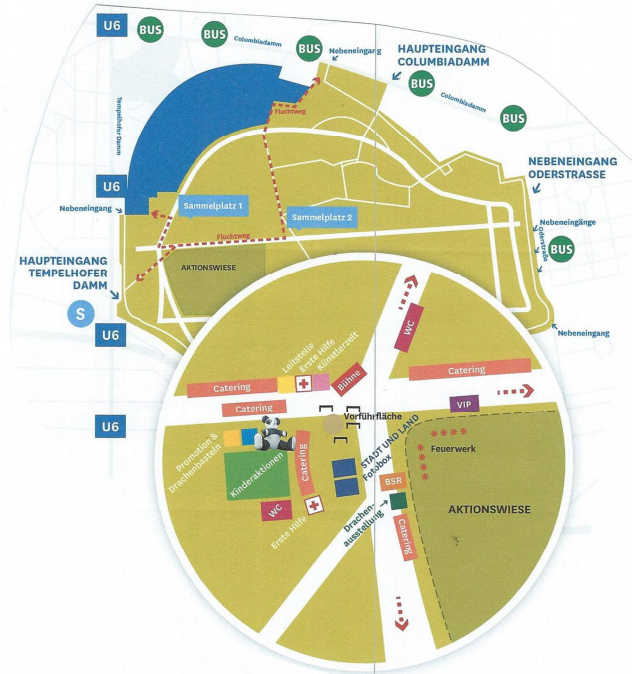 U6
BUS
BUS
Columbiadamm
BUS
Nebeneingang
HAUPTEINGANG
COLUMBIADAMM
BUS
Columbiadamm
BUS
Tempelhofer
Damm
Fluchtweg
NEBENEINGANG
ODERSTRASSE
U6
Nebeneingang
Sammelplatz 1
Sammelplatz 2
Nebeneingänge
Oderstraße
BUS
Fluchtweg
HAUPTEINGANG
TEMPELHOFER
DAMM
AKTIONSWIESE
S
U6
Nebeneingang
WC
Leitstelle
Erste Hilfe
Künstlerzelt
Bühne
Catering
Catering
Catering
VIP
U6
Vorführfläche
Promotion &
Drachenbasteln
Kinderaktionen
Catering
STADT UND LAND
Fotobox
Feuerwerk
BSR
WC
Erste Hilfe
Drachen-
ausstellung
Catering
AKTIONSWIESE